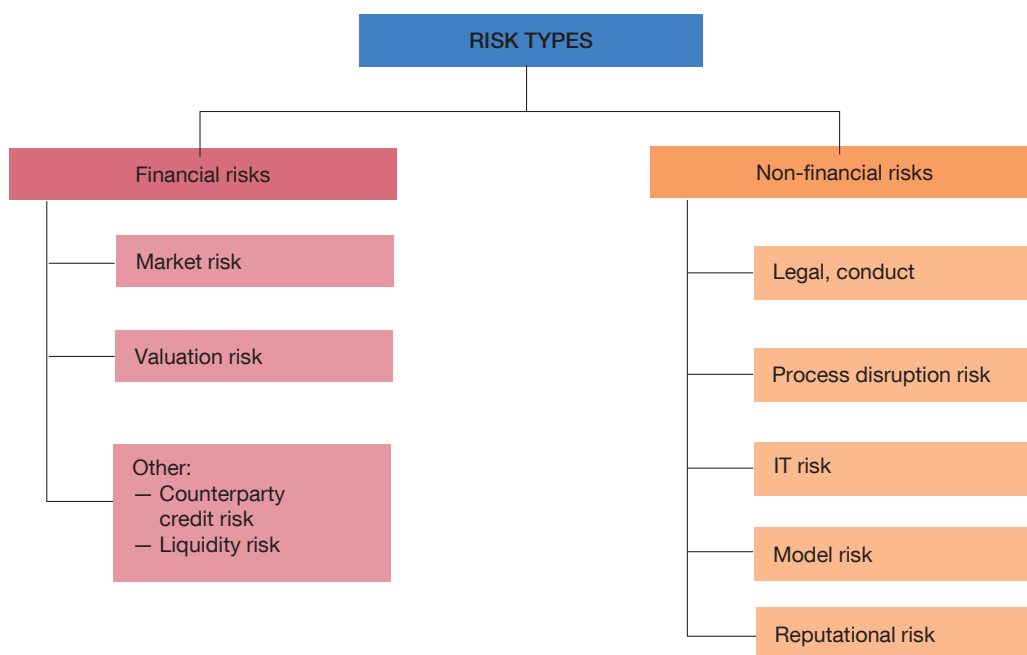 RISK TYPES
Financial risks
Market risk
Valuation risk
Other:
— Counterparty
credit risk
— Liquidity risk
Non-financial risks
Legal, conduct
Process disruption risk
IT risk
Model risk
Reputational risk